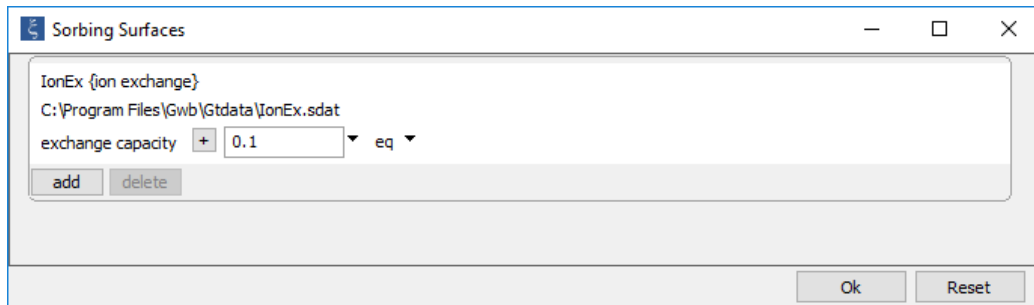 ξ Sorbing Surfaces
IonEx {ion exchange}
C:\Program Files\Gwb\Gtdata\IonEx.sdat
exchange capacity + 0.1 eq
add delete
Ok Reset